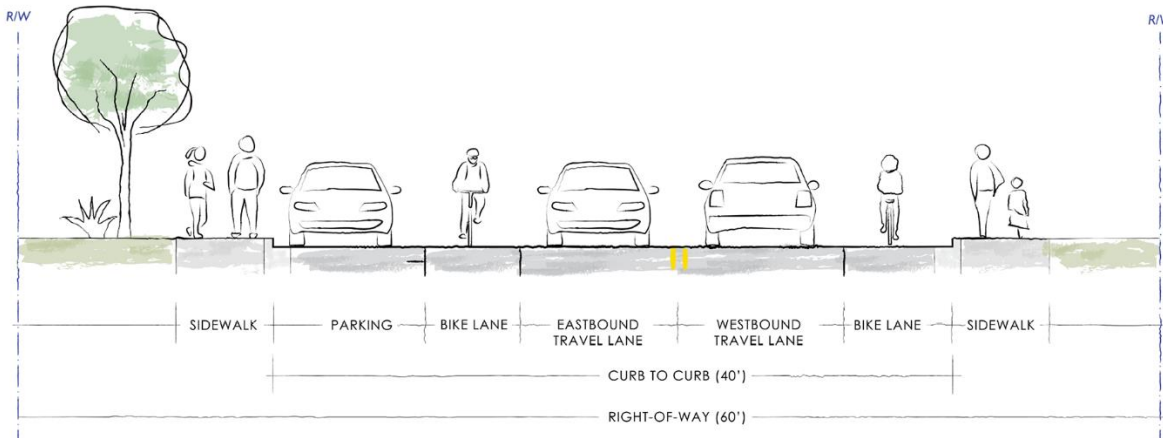 R/W
R/W
SIDEWALK
PARKING
BIKE LANE
EASTBOUND
TRAVEL LANE
WESTBOUND
TRAVEL LANE
BIKE LANE
SIDEWALK
CURB TO CURB (40')
RIGHT-OF-WAY (60')